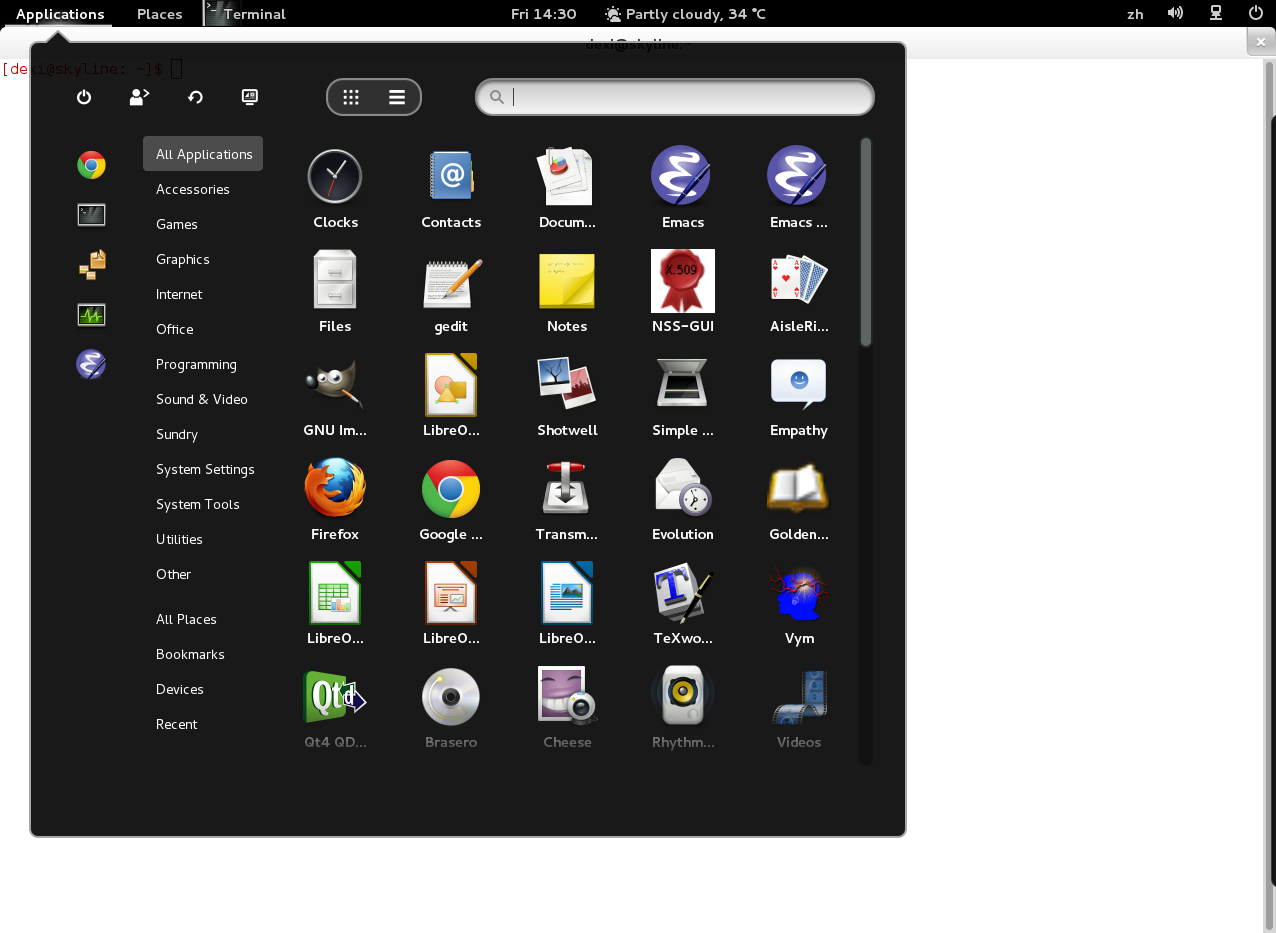 Applications Places Terminal Fri 14:30 Partly cloudy, 34 °C zh
dexi@skyline:~
[dexi@skyline: ~]$
All Applications
Accessories
Games
Graphics
Internet
Office
Programming
Sound & Video
Sundry
System Settings
System Tools
Utilities
Other
All Places
Bookmarks
Devices
Recent
Clocks Contacts Docum... Emacs Emacs ...
X.509
Files gedit Notes NSS-GUI AisleRi...
GNU Im... LibreO... Shotwell Simple ... Empathy
Firefox Google ... Transm... Evolution Golden...
LibreO... LibreO... LibreO... TeXwo... Vym
Qtd
Qt4 QD... Brasero Cheese Rhythm... Videos